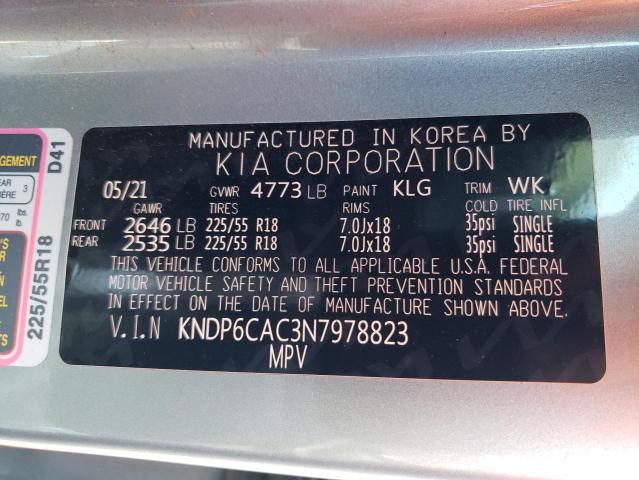 MANUFACTURED IN KOREA BY
KIA CORPORATION
05/21 GVWR 4773 LB PAINT KLG TRIM WK
GAWR TIRES RIMS COLD TIRE INFL
FRONT 2646 LB 225/55 R18 7.0Jx18 35psi SINGLE
REAR 2535 LB 225/55 R18 7.0Jx18 35psi SINGLE
THIS VEHICLE CONFORMS TO ALL APPLICABLE U.S.A. FEDERAL
MOTOR VEHICLE SAFETY AND THEFT PREVENTION STANDARDS
IN EFFECT ON THE DATE OF MANUFACTURE SHOWN ABOVE.
V.I.N KNDP6CAC3N7978823
MPV
D41
225/55R18
3
lbs.